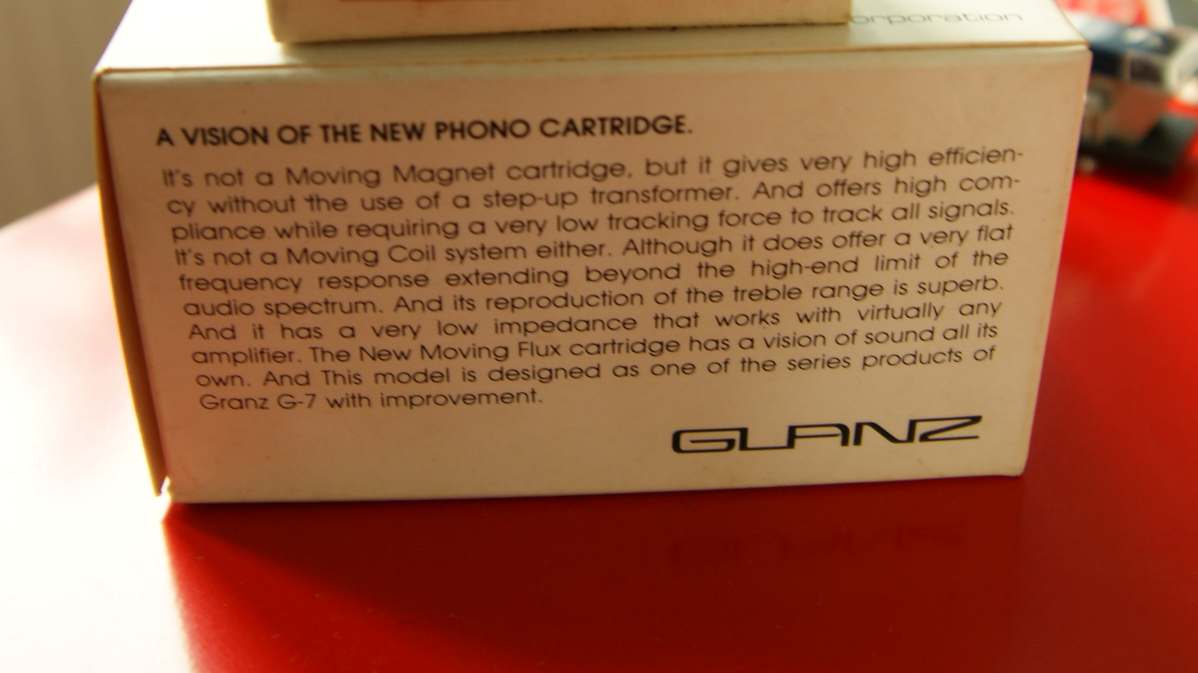 orporation
A VISION OF THE NEW PHONO CARTRIDGE.
It's not a Moving Magnet cartridge, but it gives very high efficien-
cy without the use of a step-up transformer. And offers high com-
pliance while requiring a very low tracking force to track all signals.
It's not a Moving Coil system either. Although it does offer a very flat
frequency response extending beyond the high-end limit of the
audio spectrum. And its reproduction of the treble range is superb.
And it has a very low impedance that works with virtually any
amplifier. The New Moving Flux cartridge has a vision of sound all its
own. And This model is designed as one of the series products of
Granz G-7 with improvement.
GLANZ